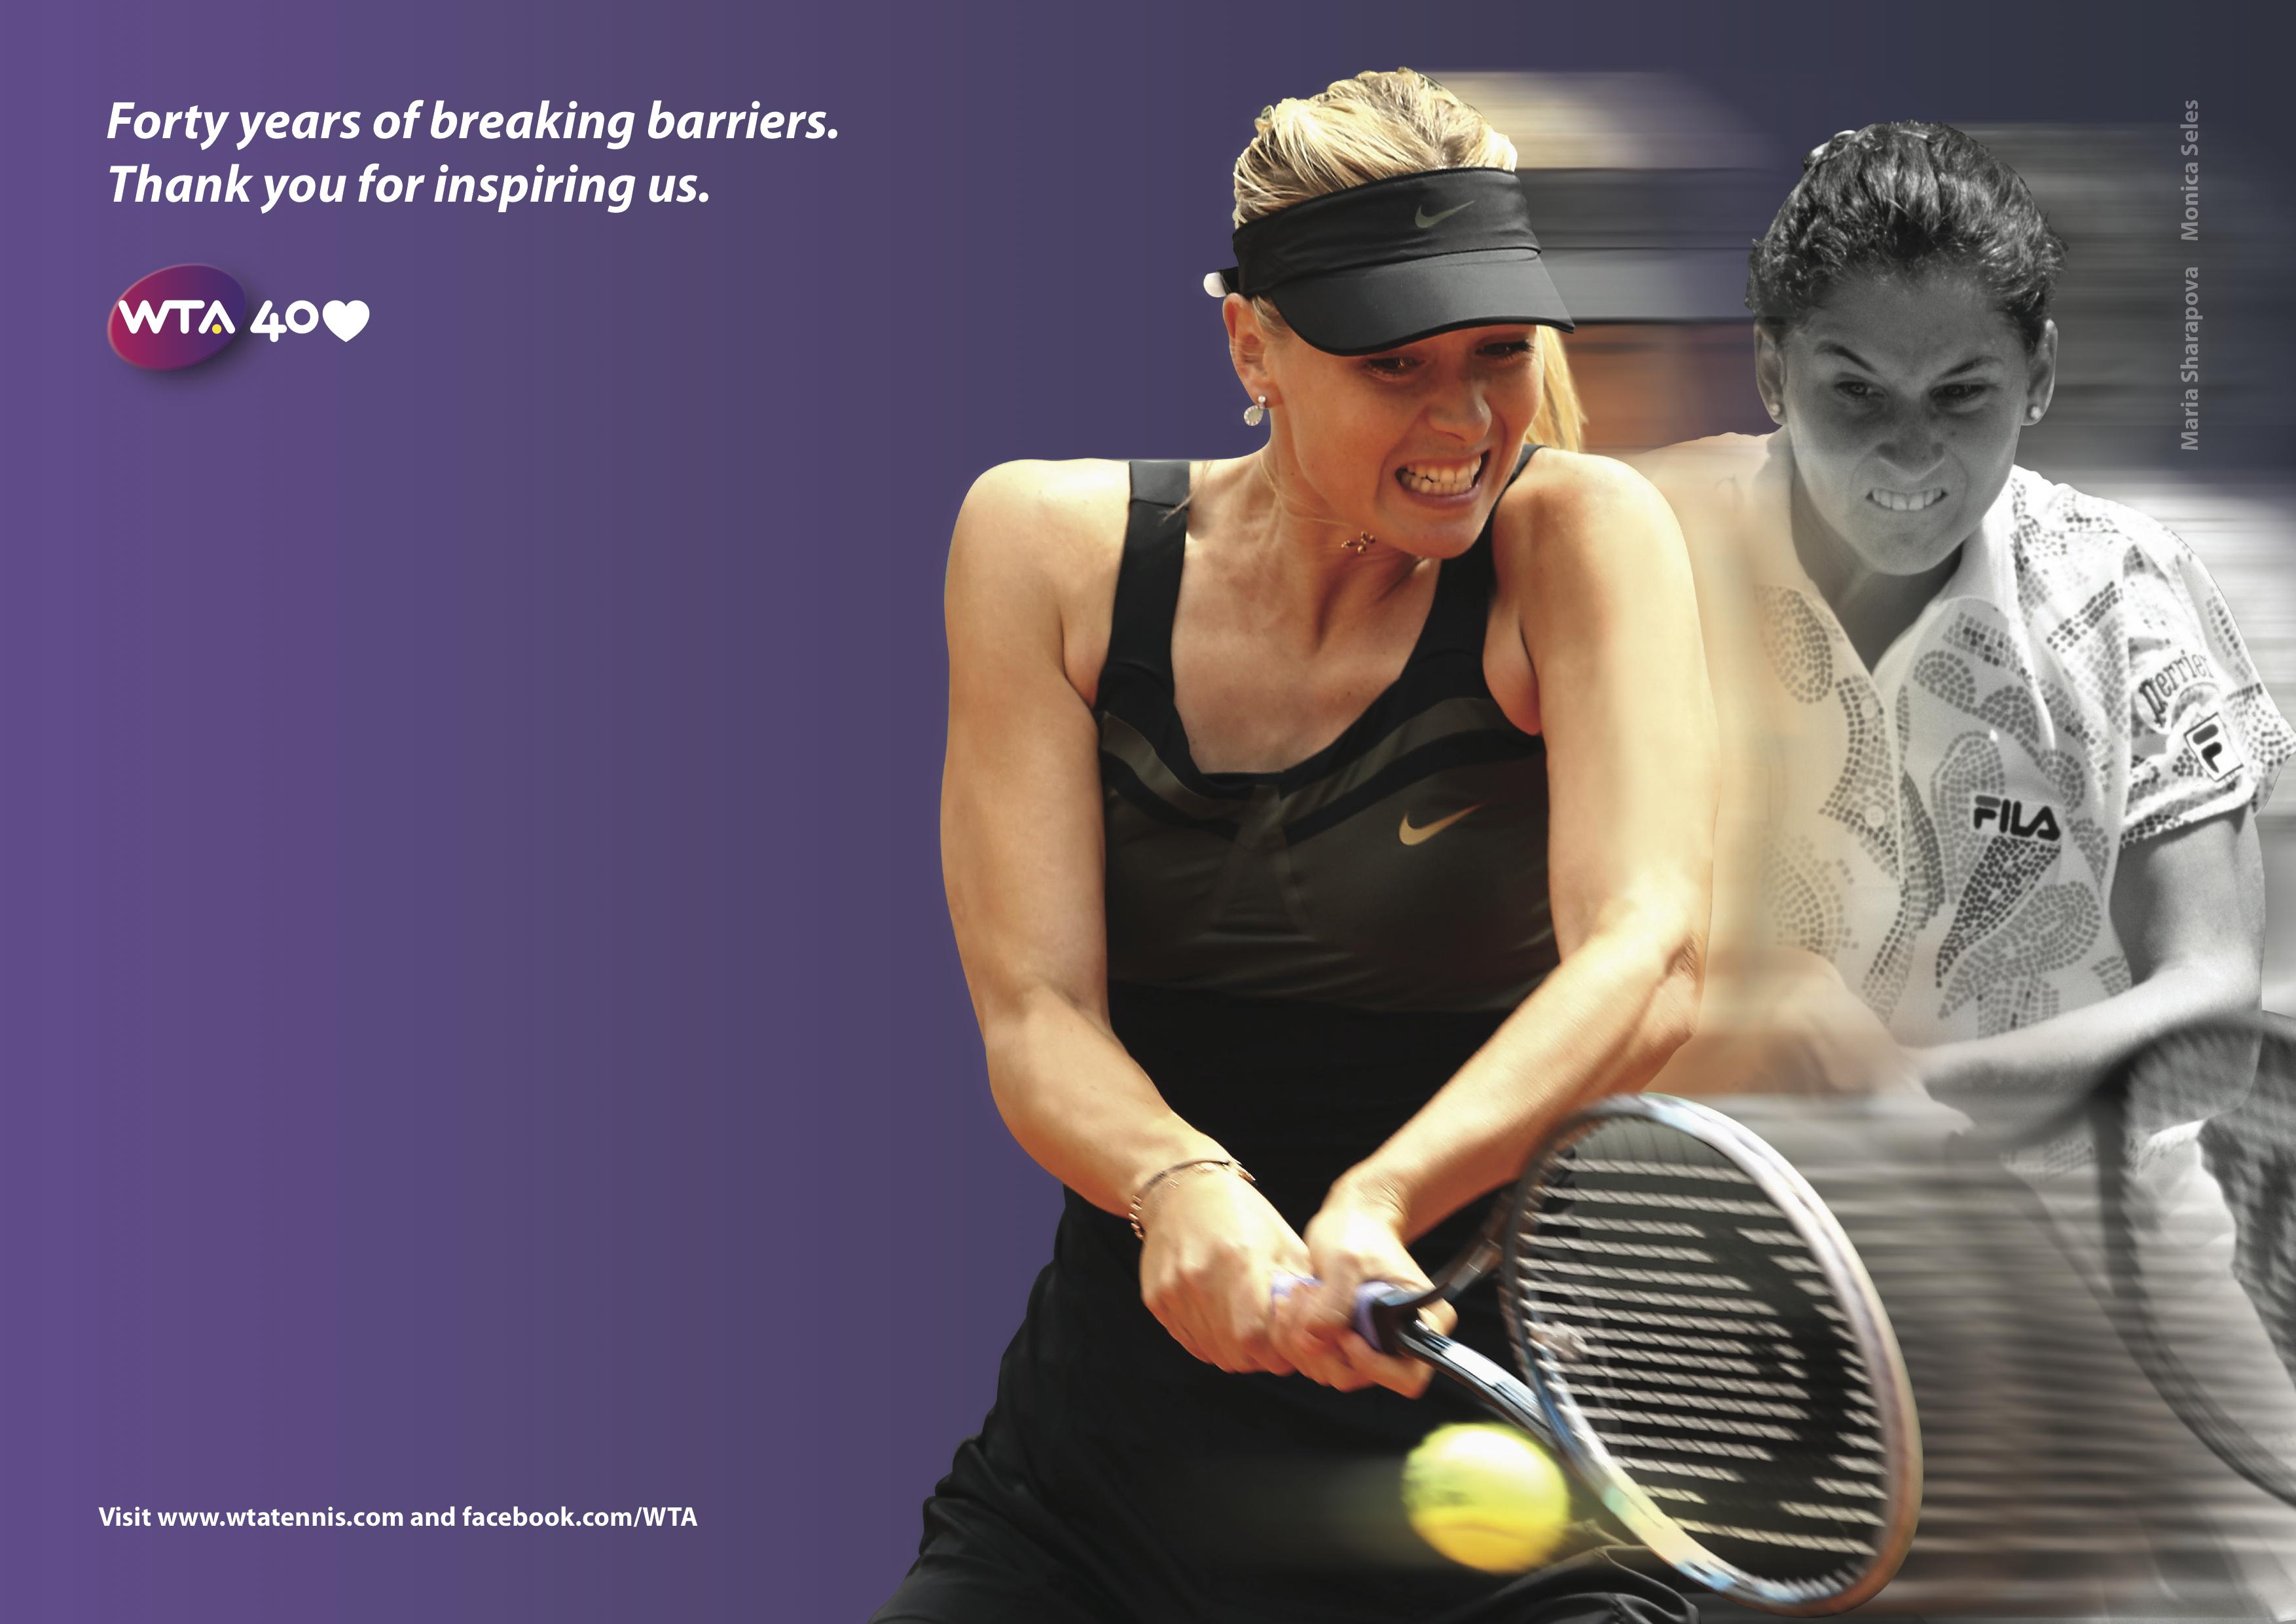 Forty years of breaking barriers.
Thank you for inspiring us.
WTA 40
Maria Sharapova Monica Seles
perrier
F
FILA
Visit www.wtatennis.com and facebook.com/WTA